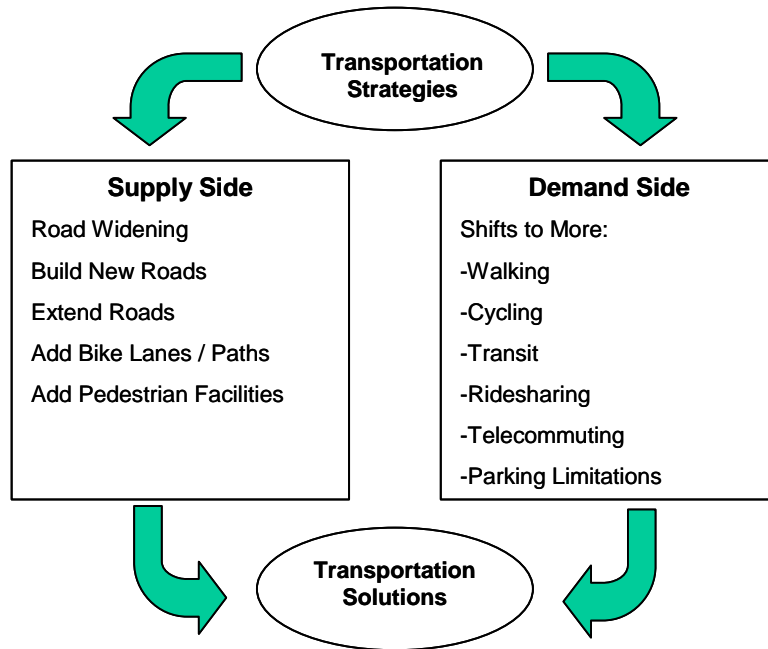 Transportation
Strategies
Supply Side
Road Widening
Build New Roads
Extend Roads
Add Bike Lanes / Paths
Add Pedestrian Facilities
Demand Side
Shifts to More:
-Walking
-Cycling
-Transit
-Ridesharing
-Telecommuting
-Parking Limitations
Transportation
Solutions